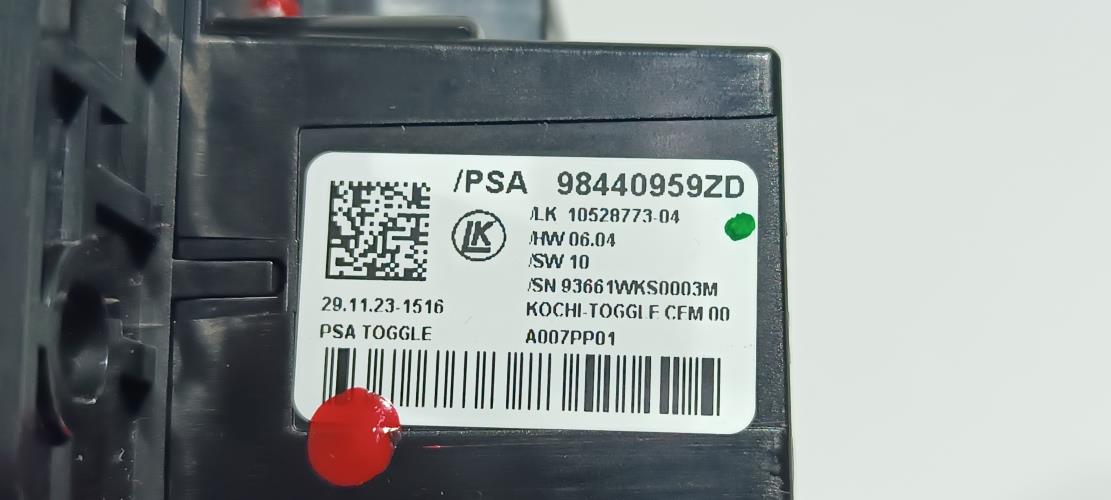 /PSA 98440959ZD
LK
/LK 10528773-04
/HW 06.04
/SW 10
/SN 93661WKS0003M
29.11.23-1516
KOCHI-TOGGLE CFM 00
PSA TOGGLE
A007PP01